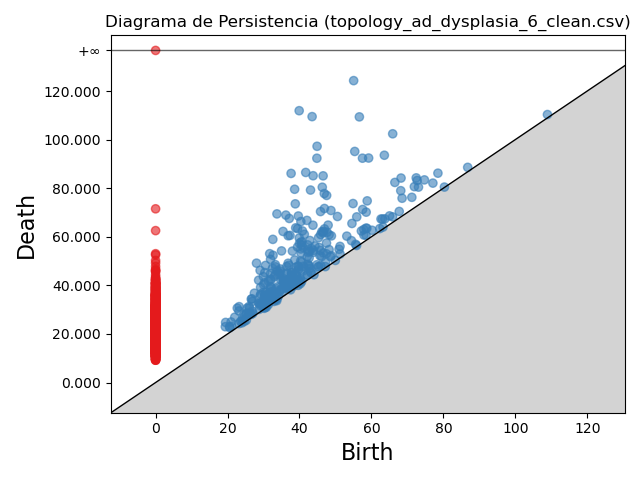 Diagrama de Persistencia (topology_ad_dysplasia_6_clean.csv)
+∞
120.000
100.000
80.000
60.000
40.000
20.000
0.000
Death
0 20 40 60 80 100 120
Birth